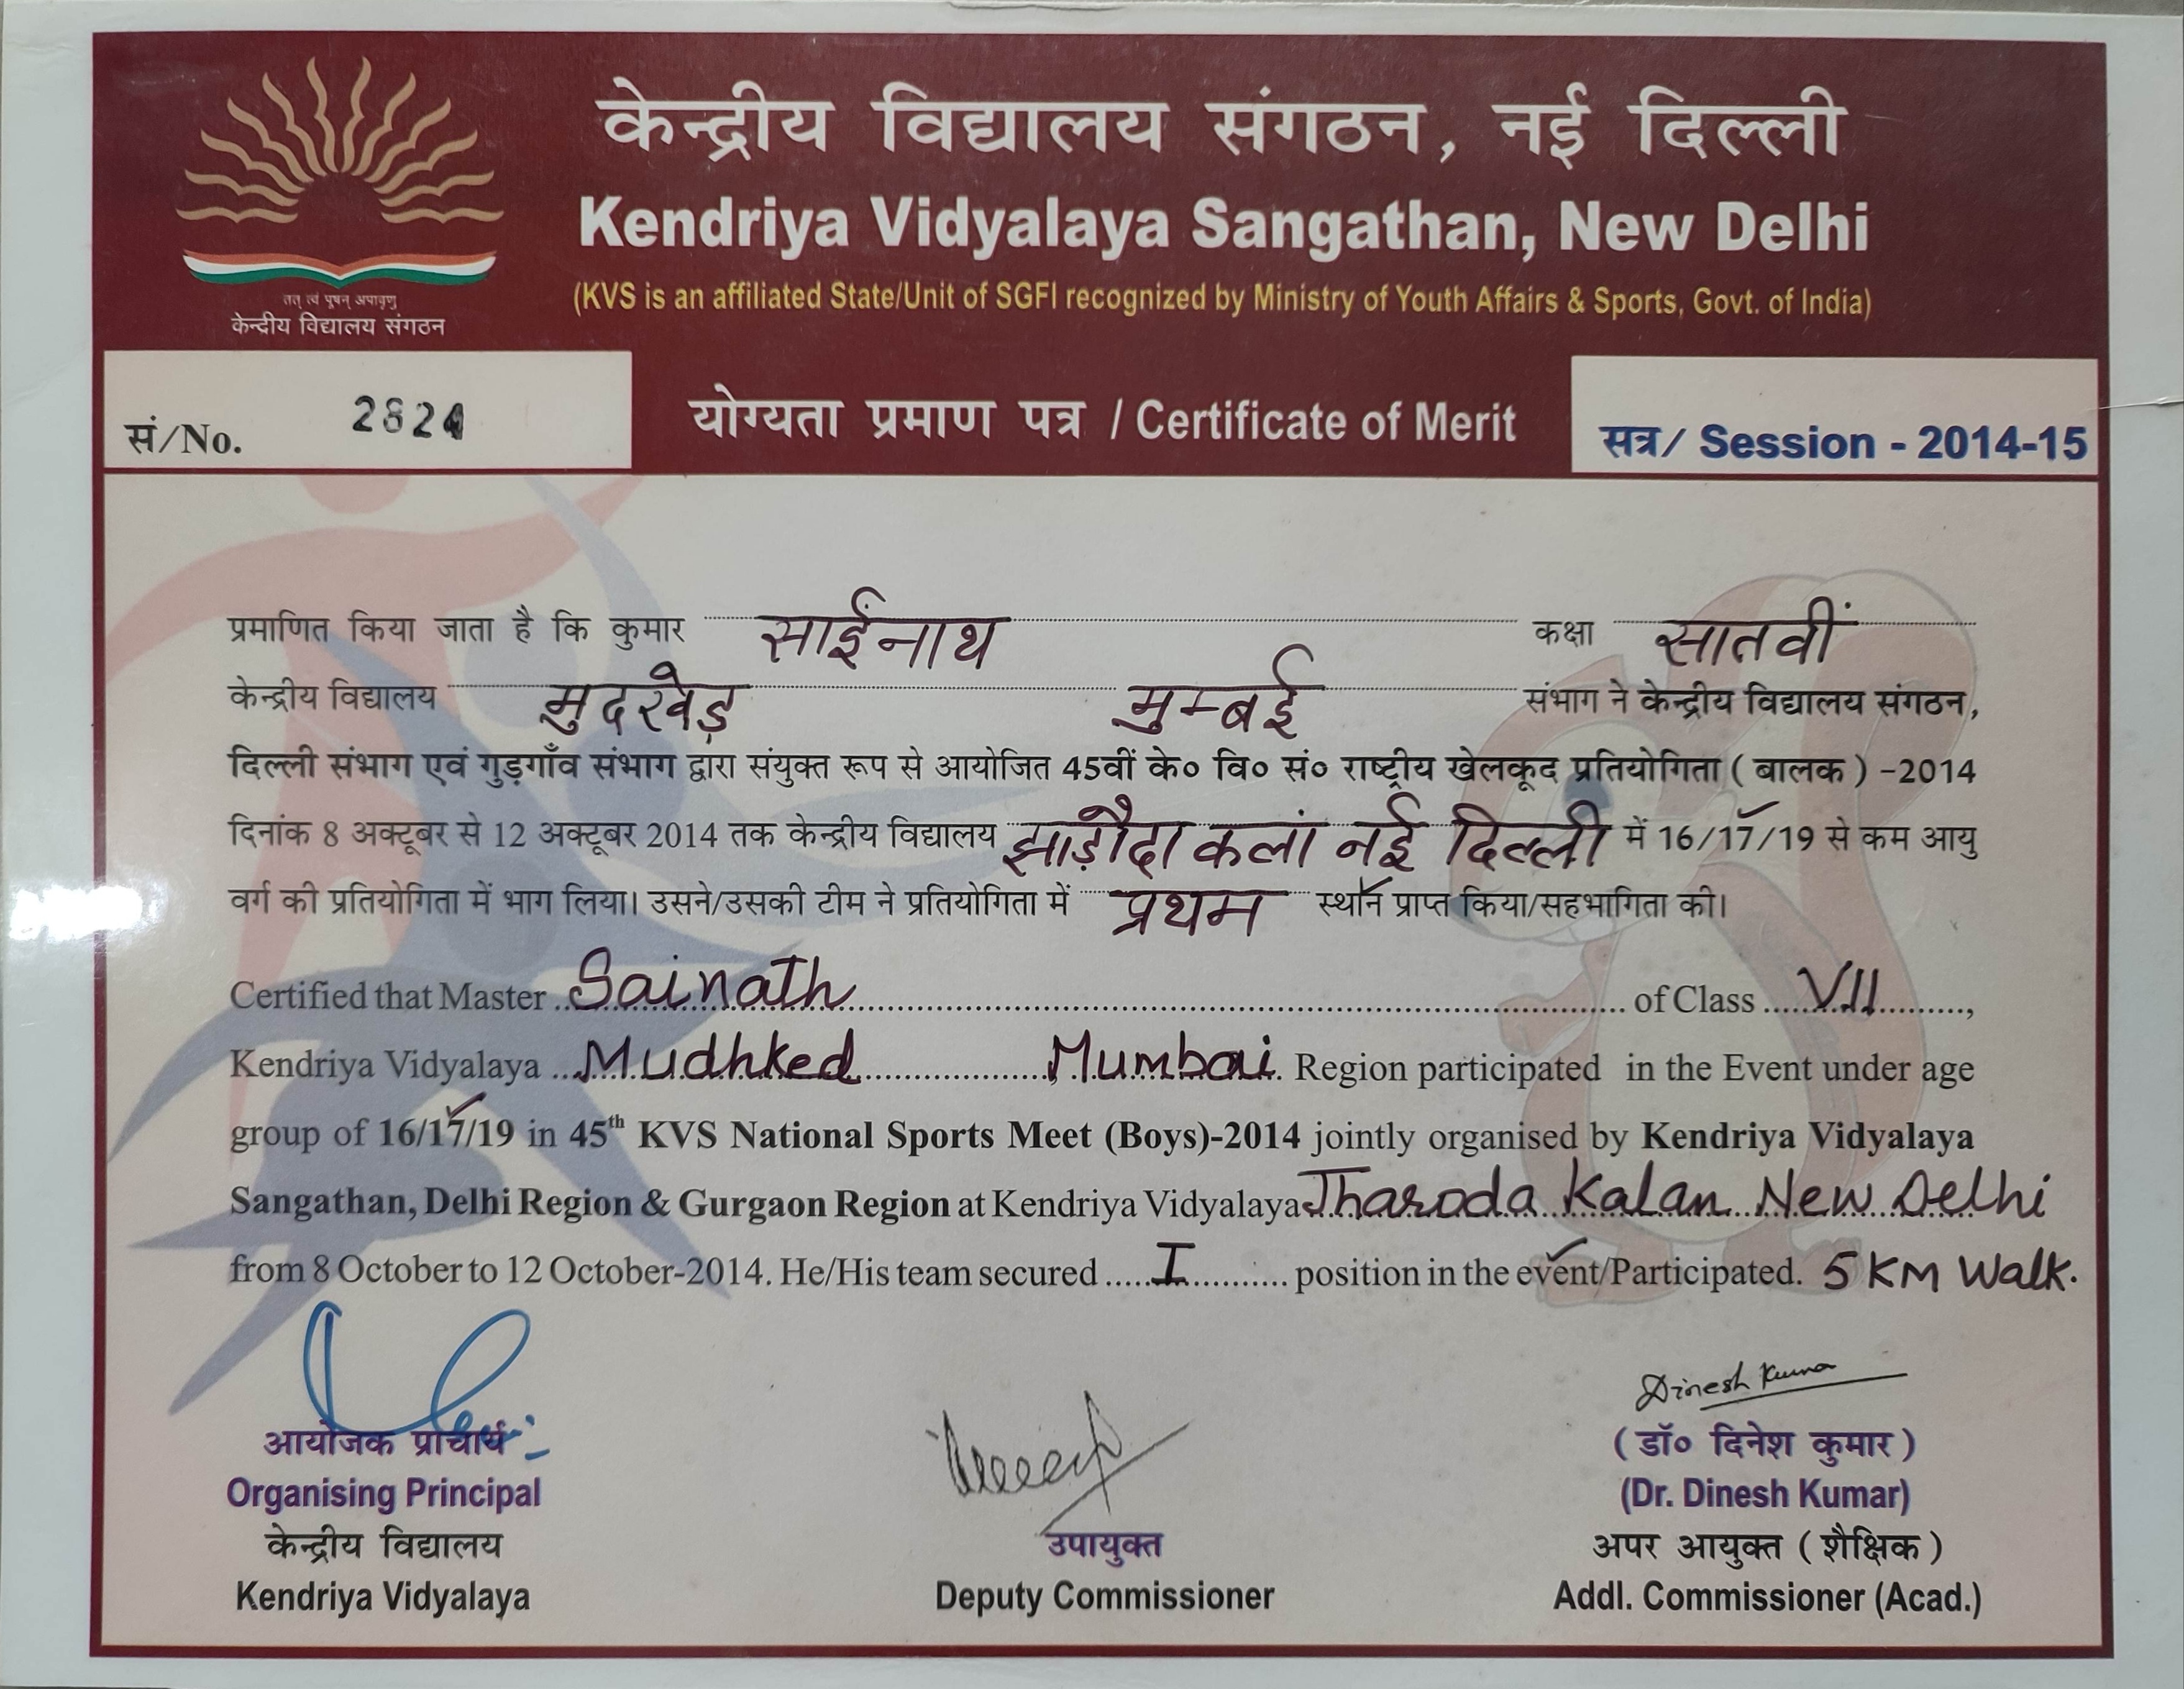 केन्द्रीय विद्यालय संगठन, नई दिल्ली
Kendriya Vidyalaya Sangathan, New Delhi
(KVS is an affiliated State/Unit of SGFI recognized by Ministry of Youth Affairs & Sports, Govt. of India)
तत् त्वं पूषन् अपावृणु
केन्द्रीय विद्यालय संगठन
सं/No. 2824
योग्यता प्रमाण पत्र / Certificate of Merit
सत्र/ Session - 2014-15
प्रमाणित किया जाता है कि कुमार साईनाथ कक्षा सातवीं
केन्द्रीय विद्यालय मुदखेड़ मुम्बई संभाग ने केन्द्रीय विद्यालय संगठन,
दिल्ली संभाग एवं गुड़गाँव संभाग द्वारा संयुक्त रूप से आयोजित 45वीं के० वि० सं० राष्ट्रीय खेलकूद प्रतियोगिता ( बालक ) -2014
दिनांक 8 अक्टूबर से 12 अक्टूबर 2014 तक केन्द्रीय विद्यालय झाड़ौदा कलां नई दिल्ली में 16/17/19 से कम आयु
वर्ग की प्रतियोगिता में भाग लिया। उसने/उसकी टीम ने प्रतियोगिता में प्रथम स्थान प्राप्त किया/सहभागिता की।
Certified that Master Sainath of Class VII,
Kendriya Vidyalaya Mudhked Mumbai Region participated in the Event under age
group of 16/17/19 in 45th KVS National Sports Meet (Boys)-2014 jointly organised by Kendriya Vidyalaya
Sangathan, Delhi Region & Gurgaon Region at Kendriya Vidyalaya Jharoda Kalan New Delhi
from 8 October to 12 October-2014. He/His team secured I position in the event/Participated. 5 KM Walk.
Dinesh Kumar
आयोजक प्राचार्य
Organising Principal
केन्द्रीय विद्यालय
Kendriya Vidyalaya
उपायुक्त
Deputy Commissioner
( डॉ० दिनेश कुमार )
(Dr. Dinesh Kumar)
अपर आयुक्त ( शैक्षिक )
Addl. Commissioner (Acad.)